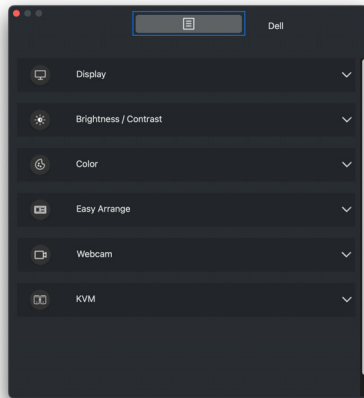 Dell
Display
Brightness / Contrast
Color
Easy Arrange
Webcam
KVM